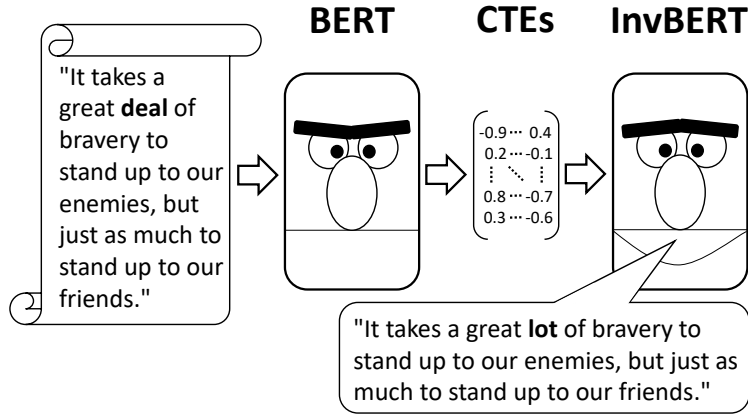 BERT CTEs InvBERT
"It takes a
great deal of
bravery to
stand up to our
enemies, but
just as much to
stand up to our
friends."
-0.9 ··· 0.4
0.2 ··· -0.1
0.8 ··· -0.7
0.3 ··· -0.6
"It takes a great lot of bravery to
stand up to our enemies, but just as
much to stand up to our friends."